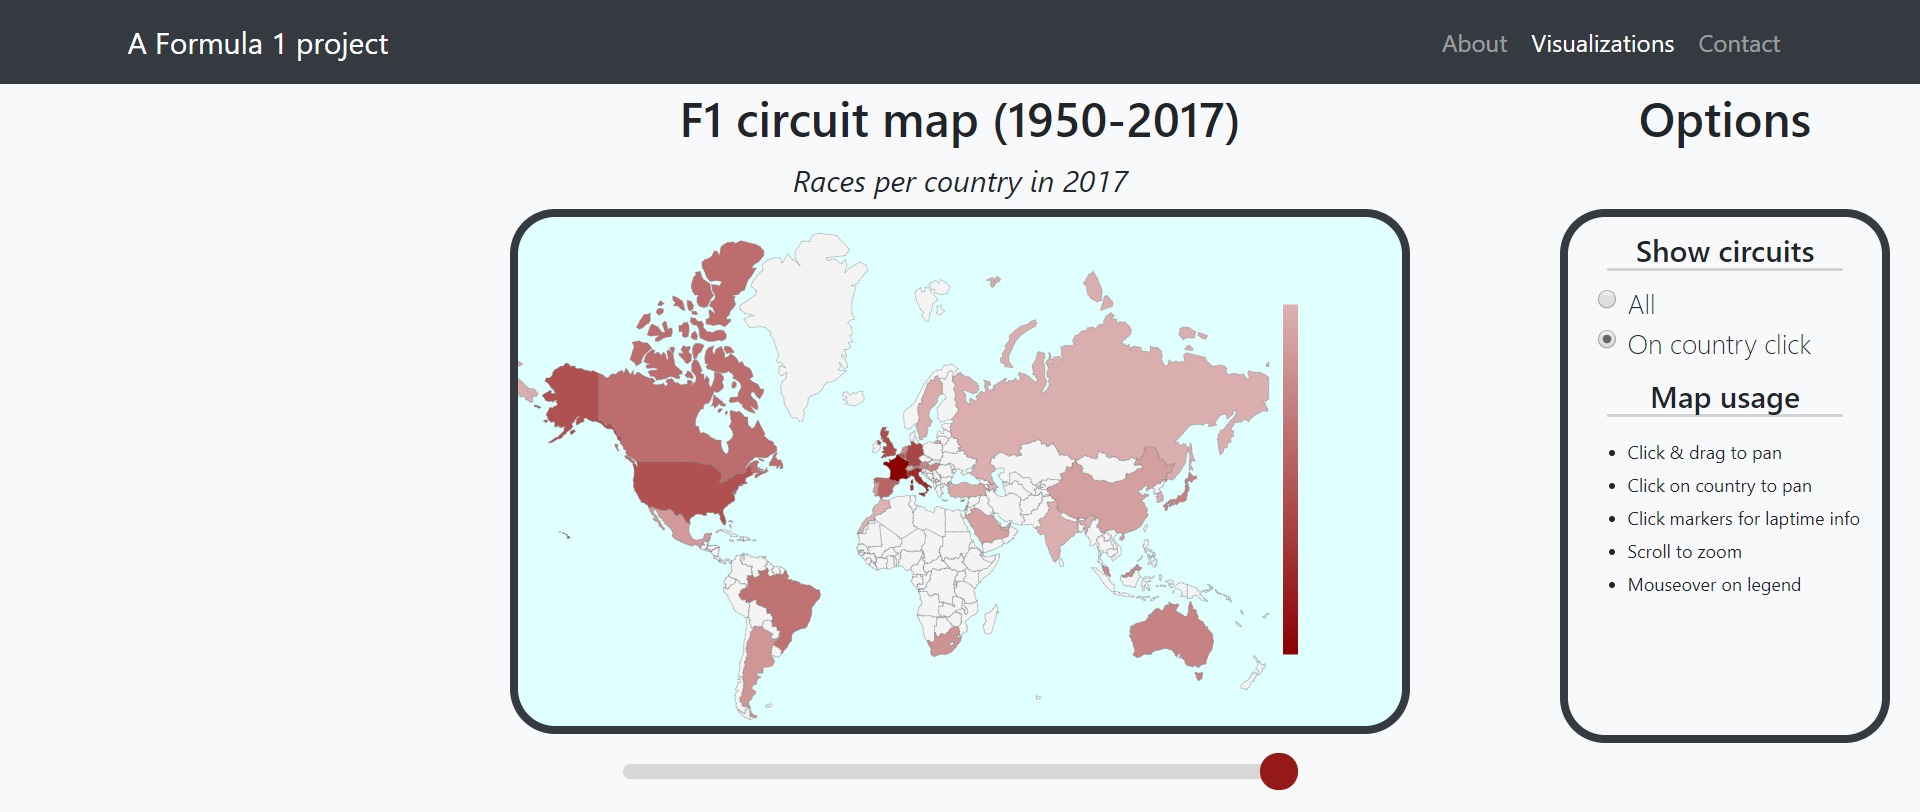 A Formula 1 project
About Visualizations Contact
F1 circuit map (1950-2017)
Races per country in 2017
Options
Show circuits
All
On country click
Map usage
• Click & drag to pan
• Click on country to pan
• Click markers for laptime info
• Scroll to zoom
• Mouseover on legend